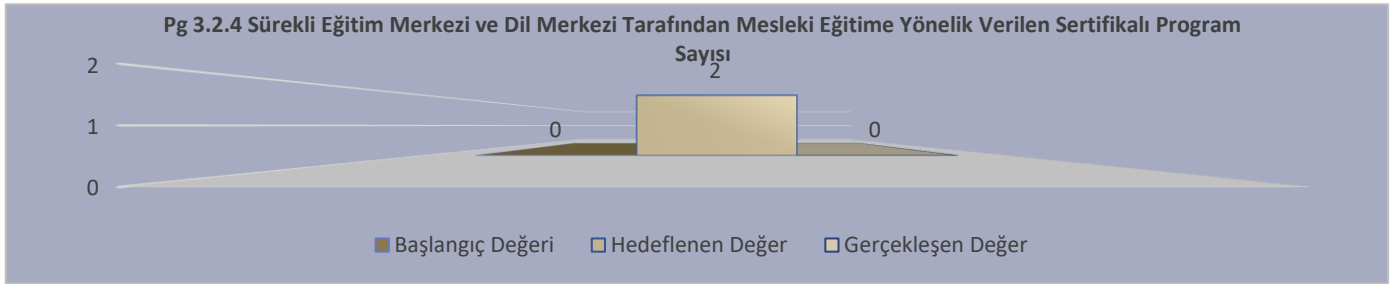 Pg 3.2.4 Sürekli Eğitim Merkezi ve Dil Merkezi Tarafından Mesleki Eğitime Yönelik Verilen Sertifikalı Program
Sayısı
2
2
1
0
0
0
Başlangıç Değeri Hedeflenen Değer Gerçekleşen Değer